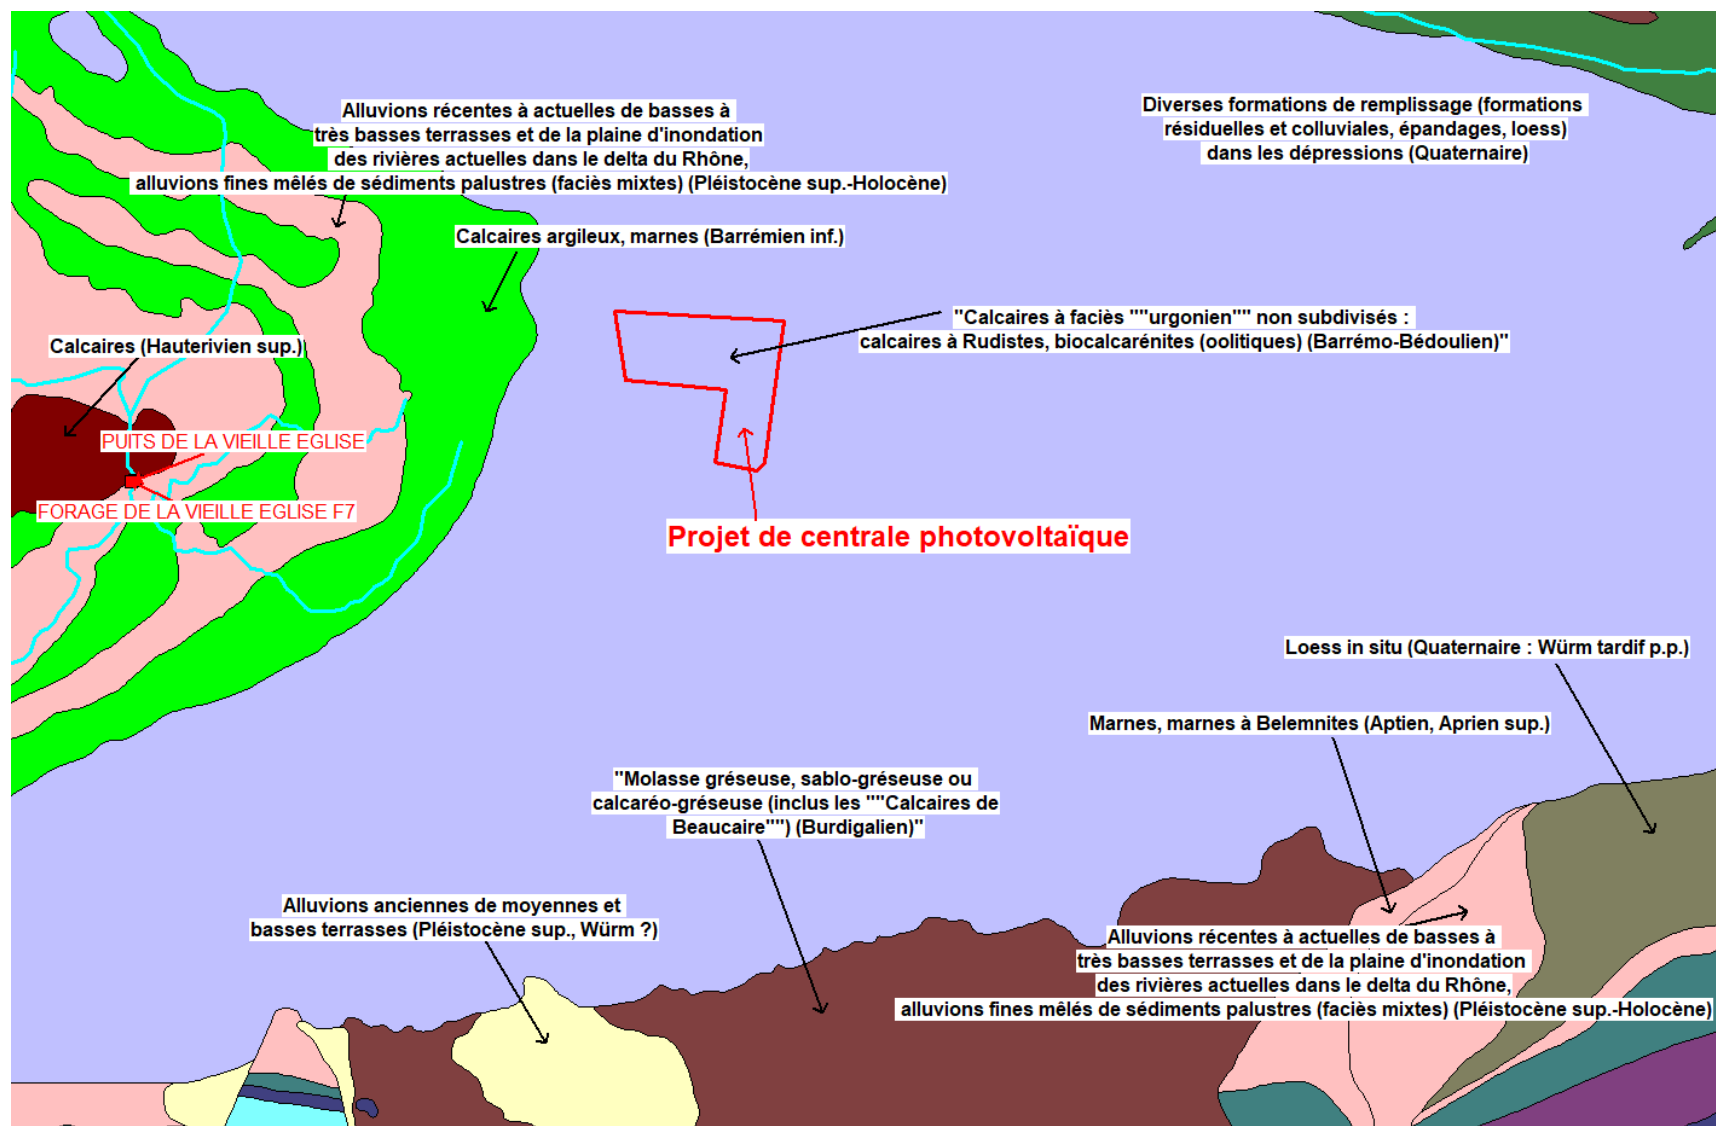 Alluvions récentes à actuelles de basses à
très basses terrasses et de la plaine d'inondation
des rivières actuelles dans le delta du Rhône,
alluvions fines mêlés de sédiments palustres (faciès mixtes) (Pléistocène sup.-Holocène)
Diverses formations de remplissage (formations
résiduelles et colluviales, épandages, loess)
dans les dépressions (Quaternaire)
Calcaires argileux, marnes (Barrémien inf.)
"Calcaires à faciès ""urgonien"" non subdivisés :
calcaires à Rudistes, biocalcarénites (oolitiques) (Barrémo-Bédoulien)"
Calcaires (Hauterivien sup.)
PUITS DE LA VIEILLE EGLISE
FORAGE DE LA VIEILLE EGLISE F7
Projet de centrale photovoltaïque
Loess in situ (Quaternaire : Würm tardif p.p.)
Marnes, marnes à Belemnites (Aptien, Aprien sup.)
"Molasse gréseuse, sablo-gréseuse ou
calcaréo-gréseuse (inclus les ""Calcaires de
Beaucaire"") (Burdigalien)"
Alluvions anciennes de moyennes et
basses terrasses (Pléistocène sup., Würm ?)
Alluvions récentes à actuelles de basses à
très basses terrasses et de la plaine d'inondation
des rivières actuelles dans le delta du Rhône,
alluvions fines mêlés de sédiments palustres (faciès mixtes) (Pléistocène sup.-Holocène)